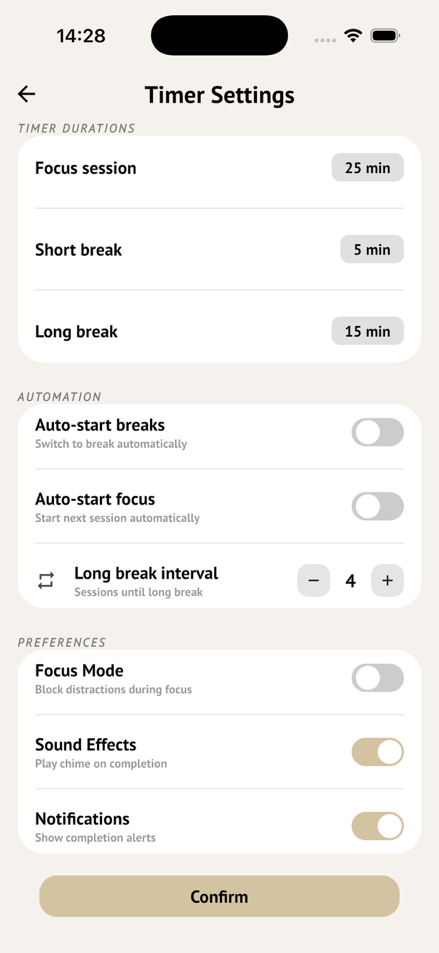 14:28
Timer Settings
TIMER DURATIONS
Focus session
25 min
Short break
5 min
Long break
15 min
AUTOMATION
Auto-start breaks
Switch to break automatically
Auto-start focus
Start next session automatically
Long break interval
Sessions until long break
− 4 +
PREFERENCES
Focus Mode
Block distractions during focus
Sound Effects
Play chime on completion
Notifications
Show completion alerts
Confirm